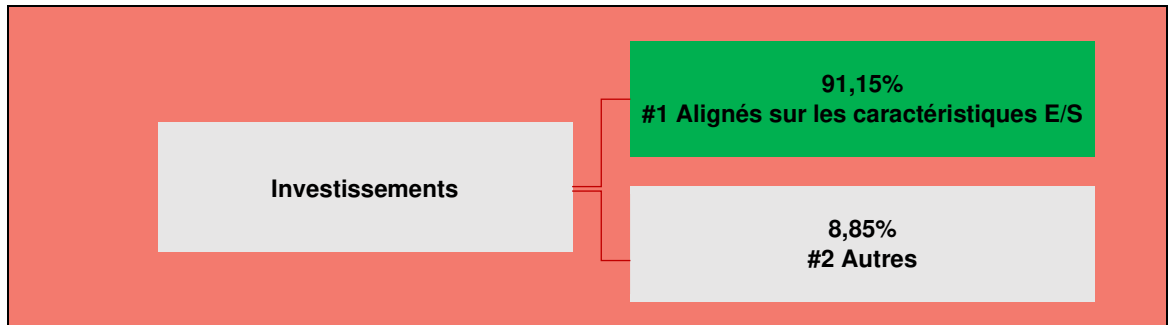 Investissements
91,15%
#1 Alignés sur les caractéristiques E/S
8,85%
#2 Autres